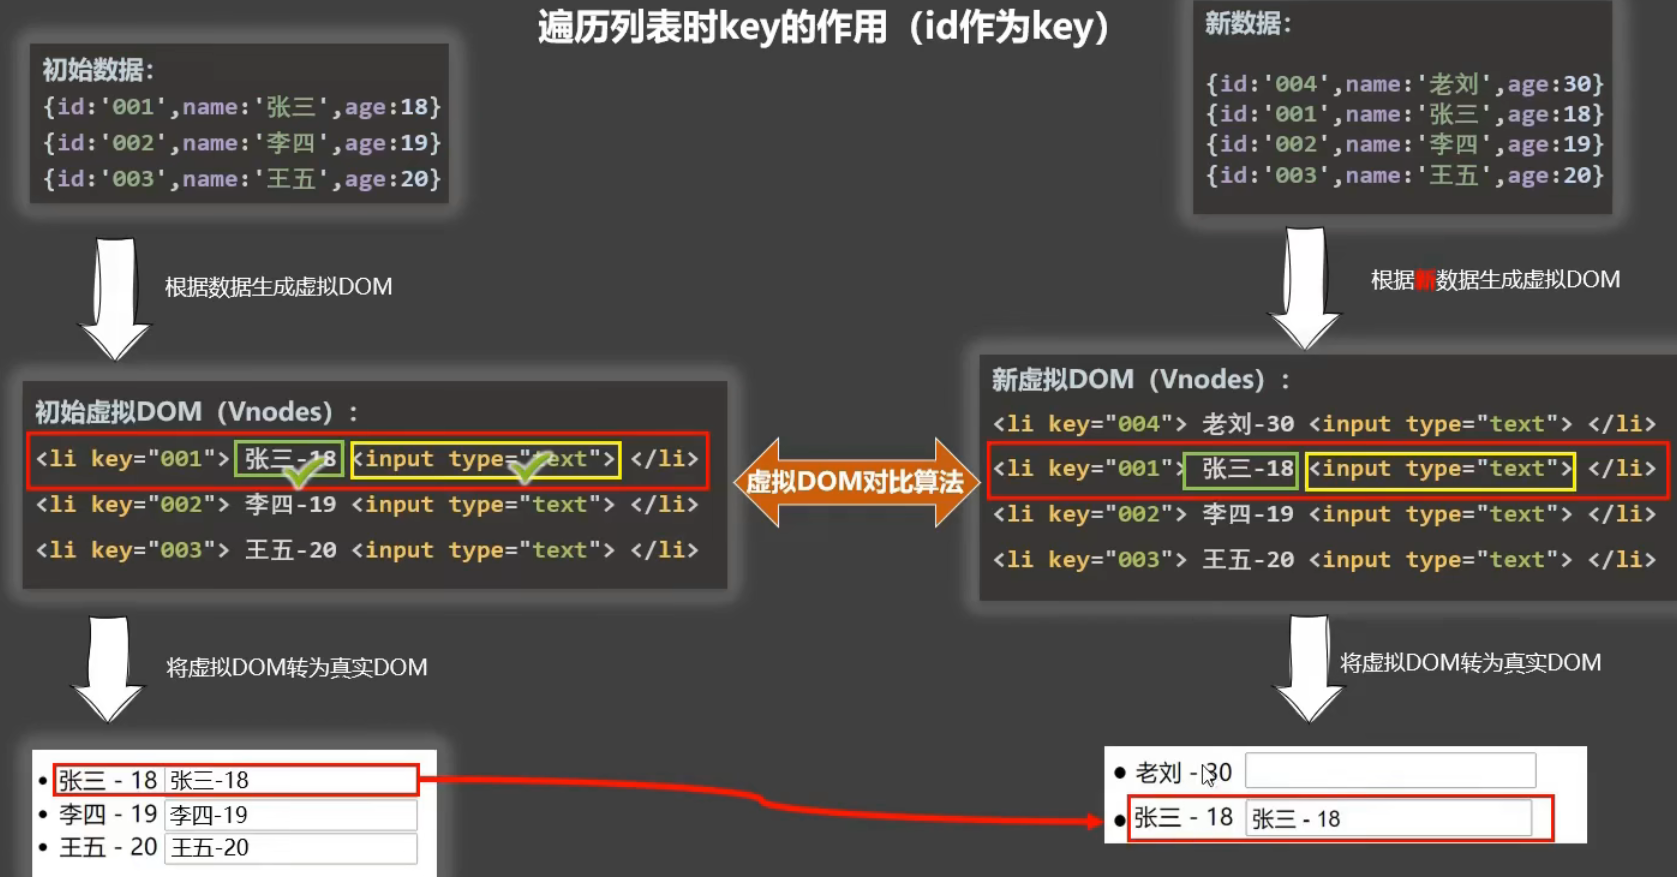 遍历列表时key的作用（id作为key）
初始数据：
{id:'001',name:'张三',age:18}
{id:'002',name:'李四',age:19}
{id:'003',name:'王五',age:20}
新数据：
{id:'004',name:'老刘',age:30}
{id:'001',name:'张三',age:18}
{id:'002',name:'李四',age:19}
{id:'003',name:'王五',age:20}
根据数据生成虚拟DOM
根据新数据生成虚拟DOM
初始虚拟DOM（Vnodes）：
<li key="001"> 张三-18 <input type="text"> </li>
<li key="002"> 李四-19 <input type="text"> </li>
<li key="003"> 王五-20 <input type="text"> </li>
虚拟DOM对比算法
新虚拟DOM（Vnodes）：
<li key="004"> 老刘-30 <input type="text"> </li>
<li key="001"> 张三-18 <input type="text"> </li>
<li key="002"> 李四-19 <input type="text"> </li>
<li key="003"> 王五-20 <input type="text"> </li>
将虚拟DOM转为真实DOM
将虚拟DOM转为真实DOM
张三 - 18 张三-18
李四 - 19 李四-19
王五 - 20 王五-20
老刘 - 30
张三 - 18 张三 - 18